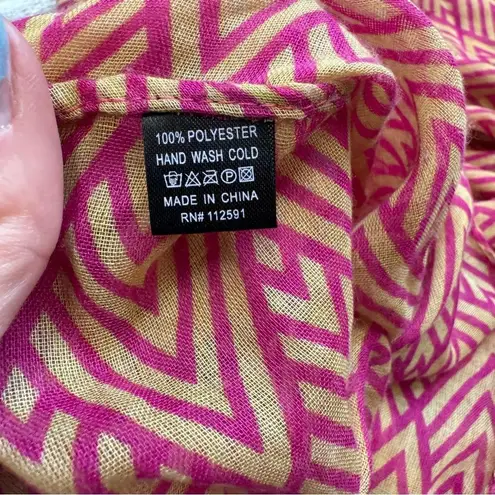 100% POLYESTER
HAND WASH COLD
MADE IN CHINA
RN# 112591